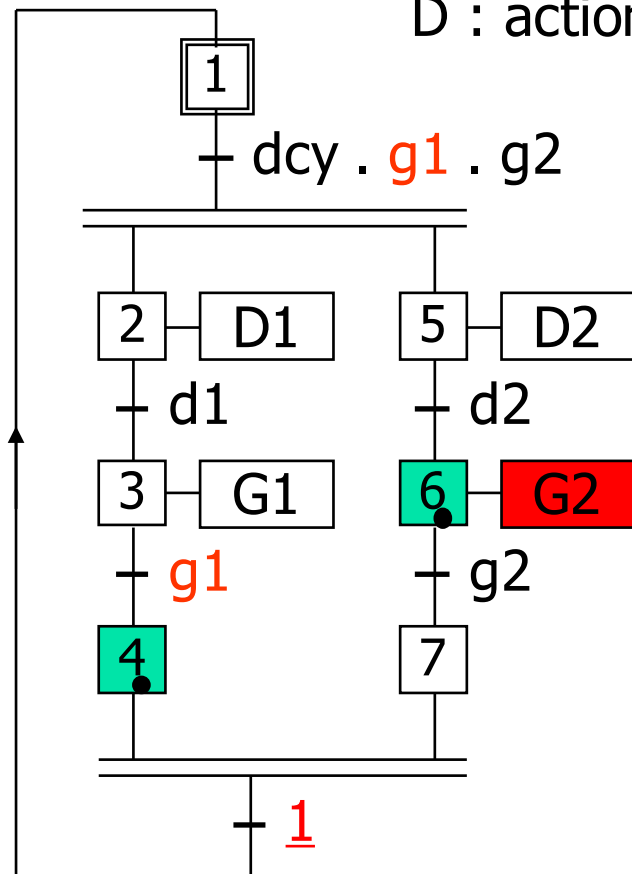 D : action
1
dcy . g1 . g2
2 D1 5 D2
d1 d2
3 G1 6 G2
g1 g2
4 7
1